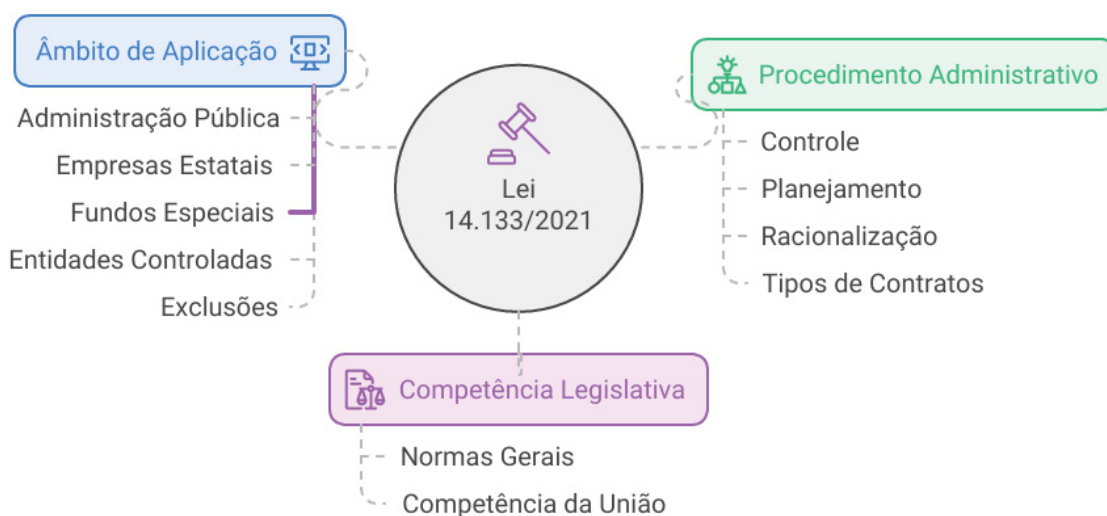 Âmbito de Aplicação
Administração Pública
Empresas Estatais
Fundos Especiais
Entidades Controladas
Exclusões
Lei
14.133/2021
Procedimento Administrativo
Controle
Planejamento
Racionalização
Tipos de Contratos
Competência Legislativa
Normas Gerais
Competência da União